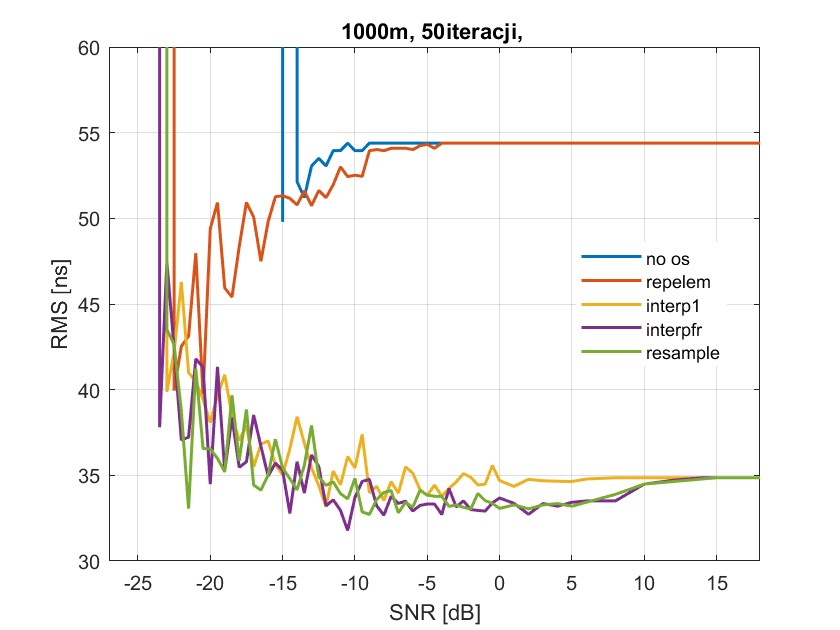 1000m, 50iteracji,
60
55
50
45
40
35
30
RMS [ns]
no os
repelem
interp1
interpfr
resample
-25 -20 -15 -10 -5 0 5 10 15
SNR [dB]